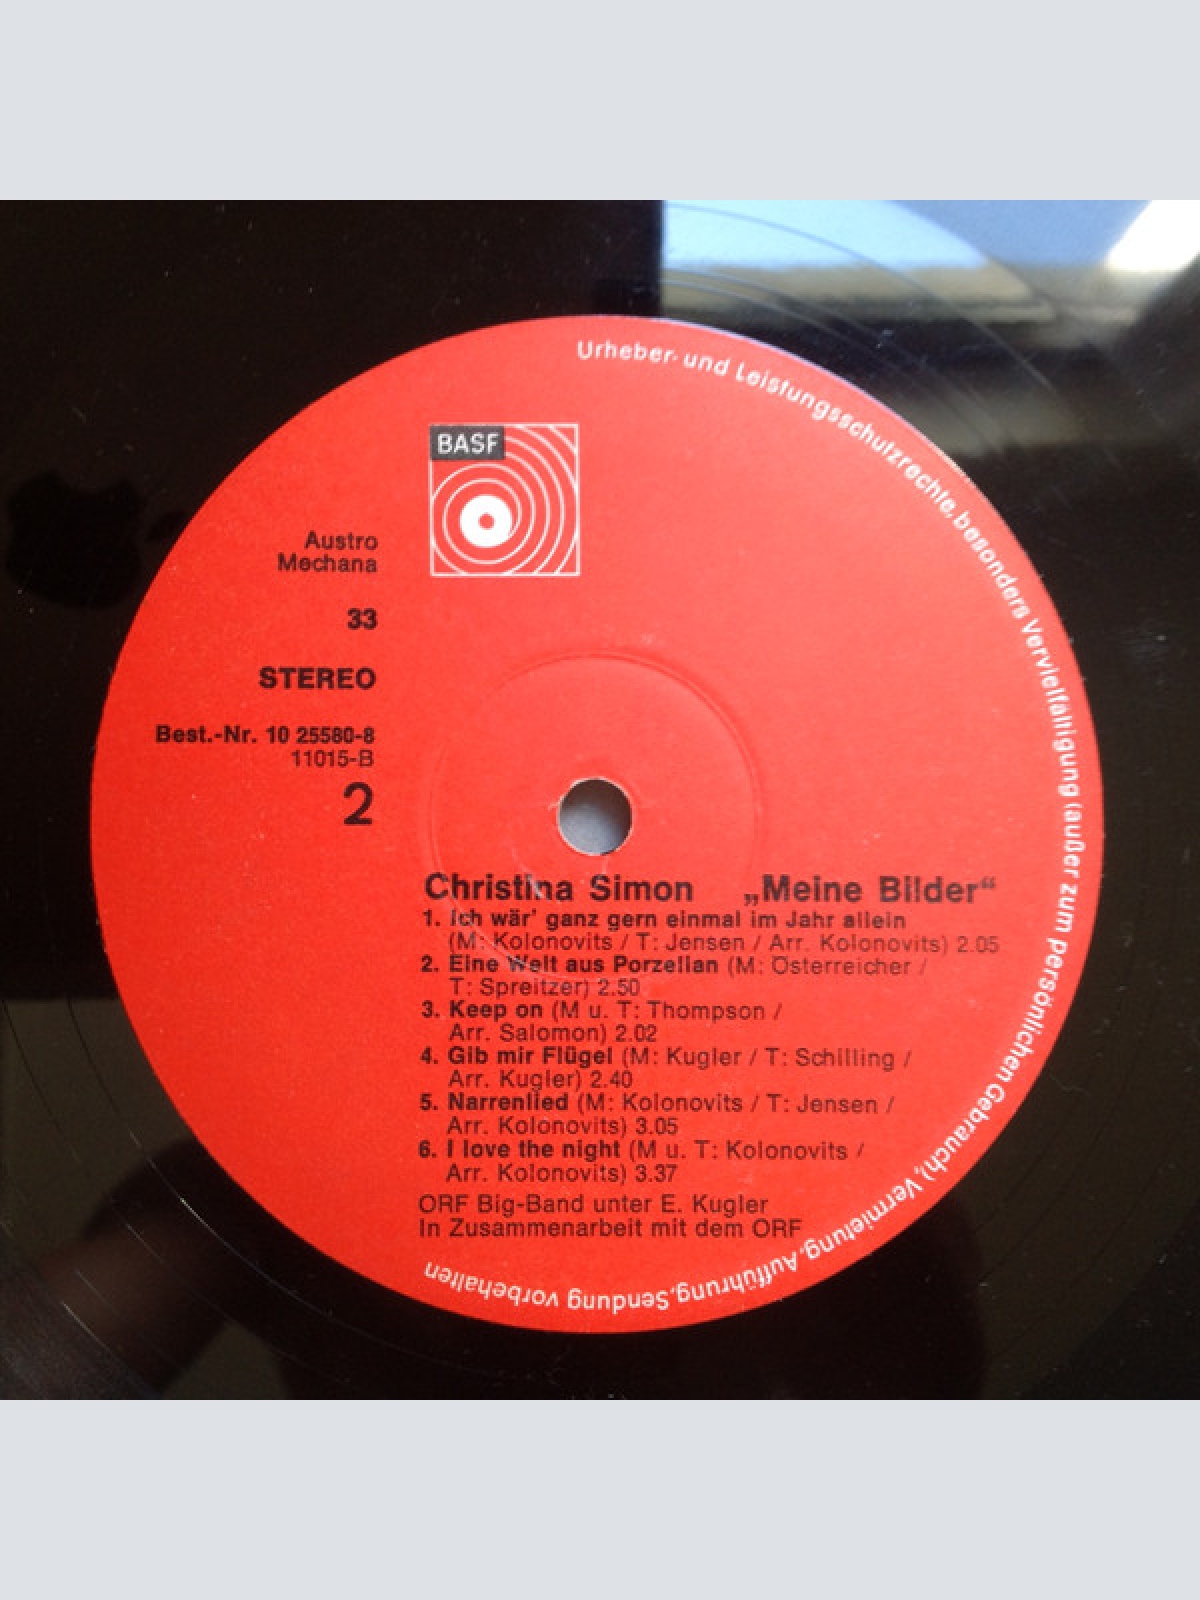 BASF
Urheber- und Leistungsschutzrechte, besonders Vervielfältigung (außer zum persönlichen Gebrauch), Vermietung, Aufführung, Sendung vorbehalten
Austro
Mechana
33
STEREO
Best.-Nr. 10 25580-8
11015-B
2
Christina Simon „Meine Bilder“
1. Ich wär' ganz gern einmal im Jahr allein
(M: Kolonovits / T: Jensen / Arr. Kolonovits) 2.05
2. Eine Welt aus Porzellan (M: Österreicher /
T: Spreitzer) 2.50
3. Keep on (M u. T: Thompson /
Arr. Salomon) 2.02
4. Gib mir Flügel (M: Kugler / T: Schilling /
Arr. Kugler) 2.40
5. Narrenlied (M: Kolonovits / T: Jensen /
Arr. Kolonovits) 3.05
6. I love the night (M u. T: Kolonovits /
Arr. Kolonovits) 3.37
ORF Big-Band unter E. Kugler
In Zusammenarbeit mit dem ORF